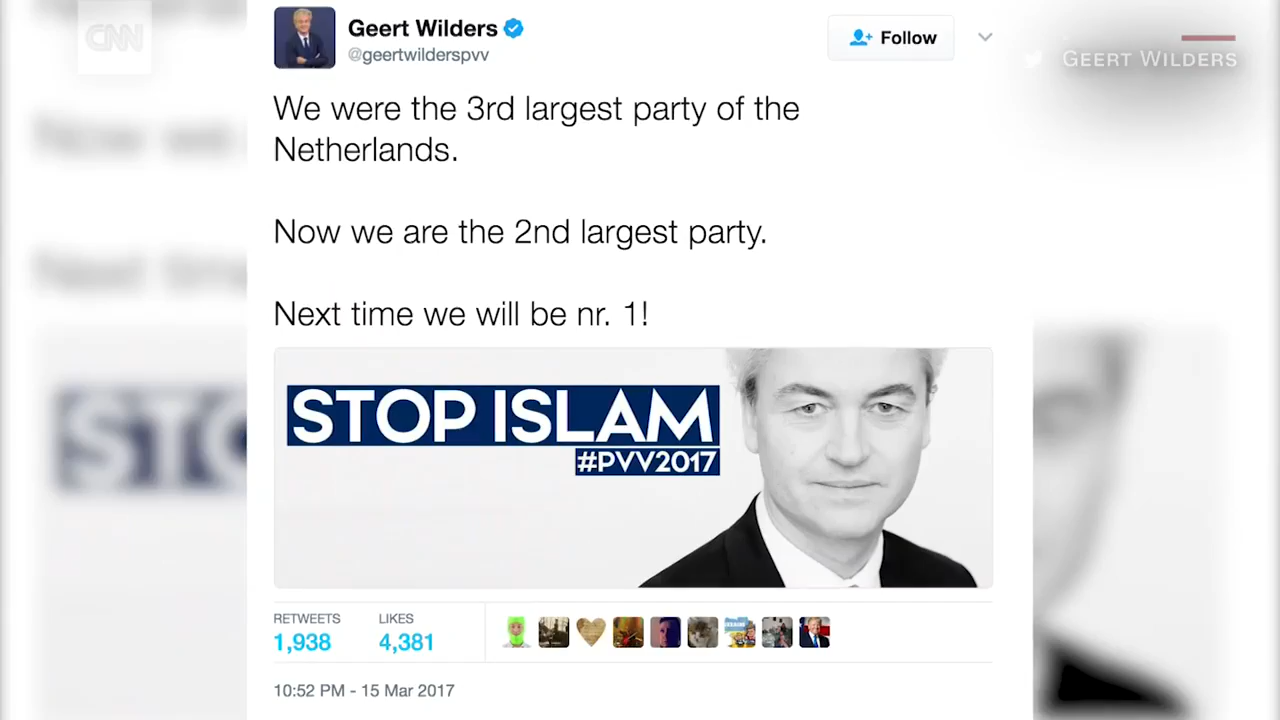 CNN
GEERT WILDERS
Geert Wilders
@geertwilderspvv
Follow
We were the 3rd largest party of the
Netherlands.
Now we are the 2nd largest party.
Next time we will be nr. 1!
STOP ISLAM
#PVV2017
RETWEETS
1,938
LIKES
4,381
10:52 PM - 15 Mar 2017